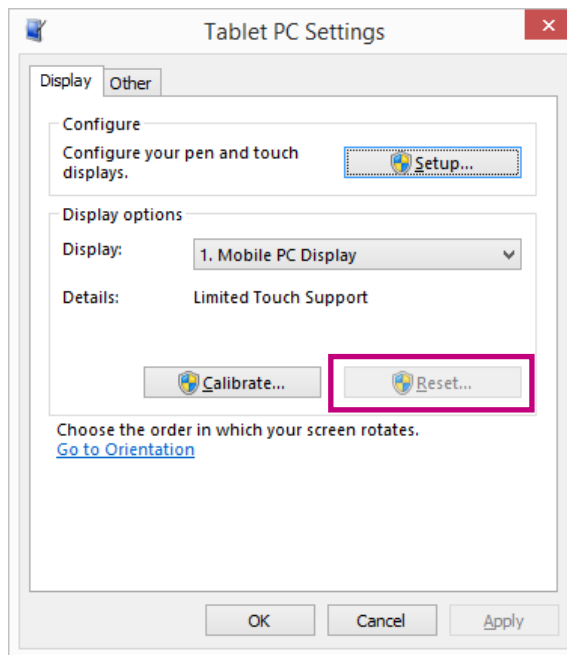 Tablet PC Settings
Display
Other
Configure
Configure your pen and touch
displays.
Setup...
Display options
Display:
1. Mobile PC Display
Details:
Limited Touch Support
Calibrate...
Reset...
Choose the order in which your screen rotates.
Go to Orientation
OK
Cancel
Apply